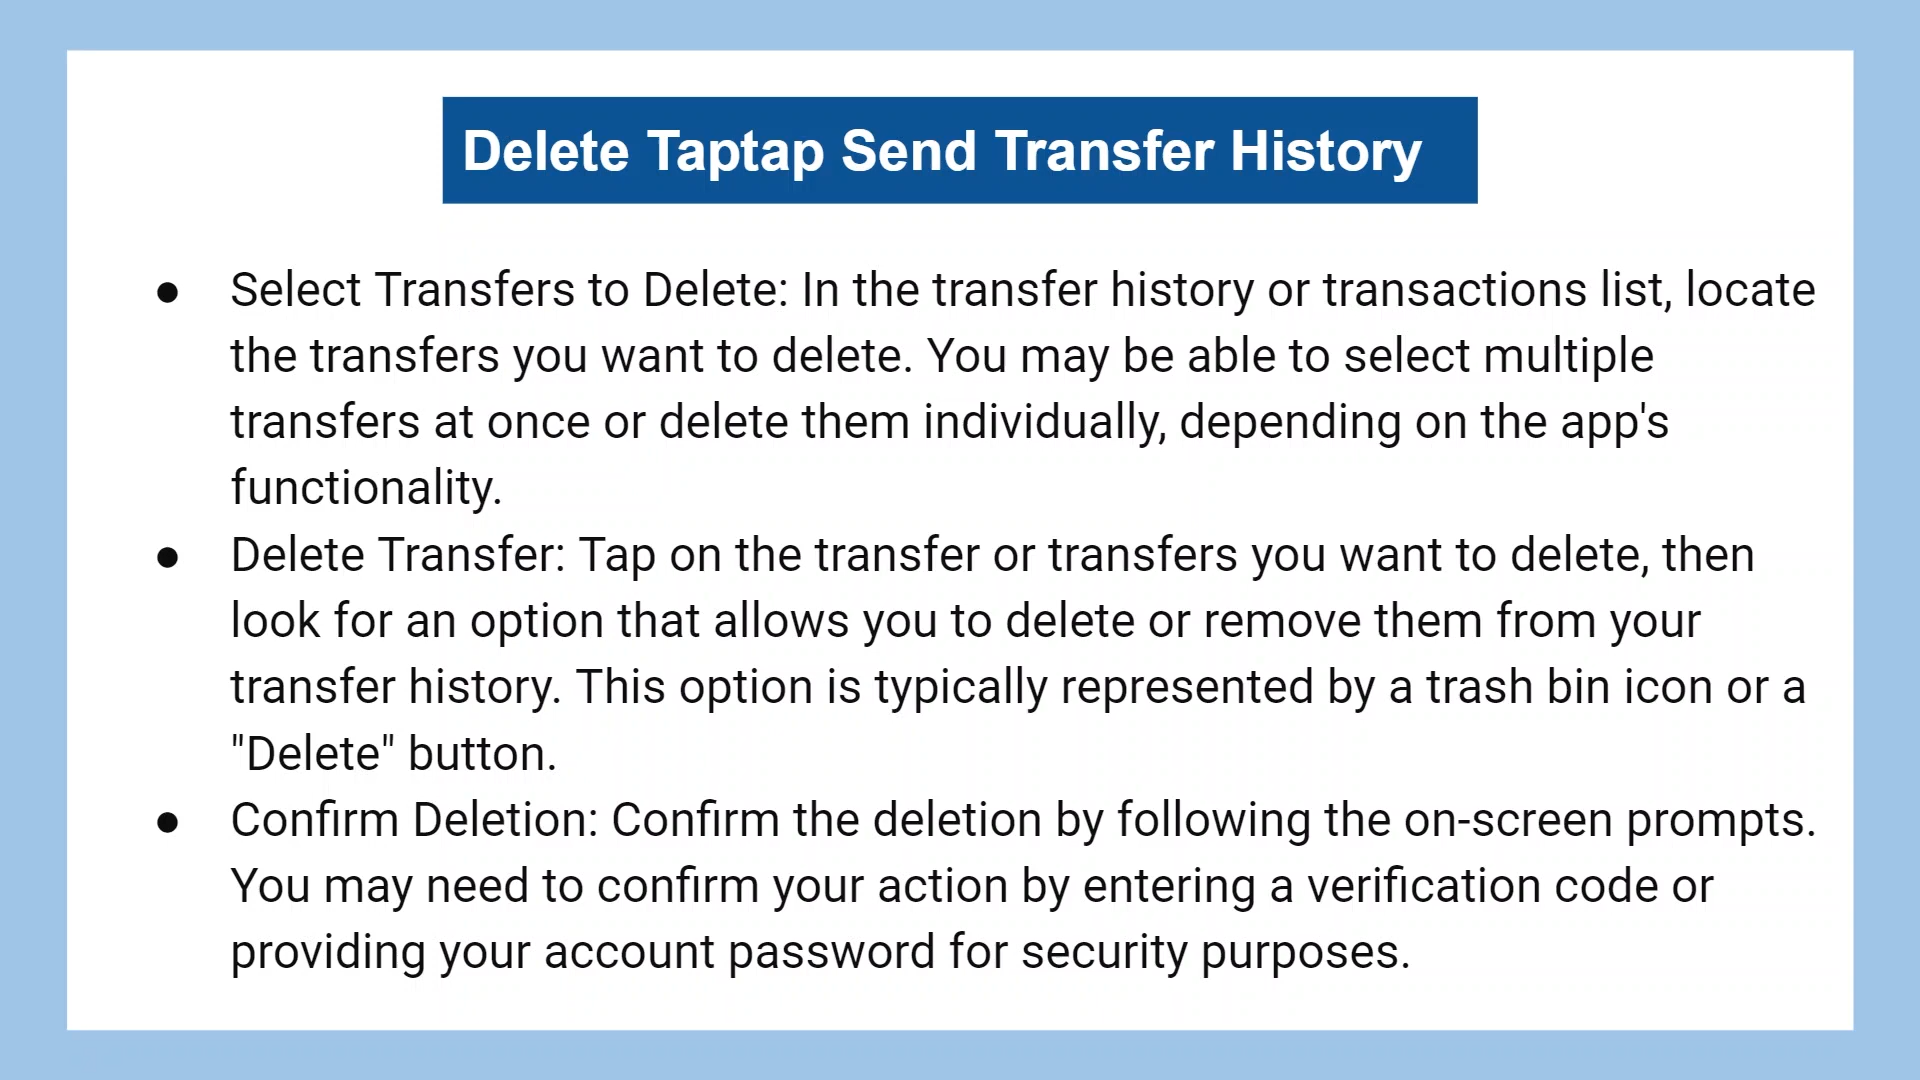 Delete Taptap Send Transfer History
● Select Transfers to Delete: In the transfer history or transactions list, locate
the transfers you want to delete. You may be able to select multiple
transfers at once or delete them individually, depending on the app's
functionality.
● Delete Transfer: Tap on the transfer or transfers you want to delete, then
look for an option that allows you to delete or remove them from your
transfer history. This option is typically represented by a trash bin icon or a
"Delete" button.
● Confirm Deletion: Confirm the deletion by following the on-screen prompts.
You may need to confirm your action by entering a verification code or
providing your account password for security purposes.